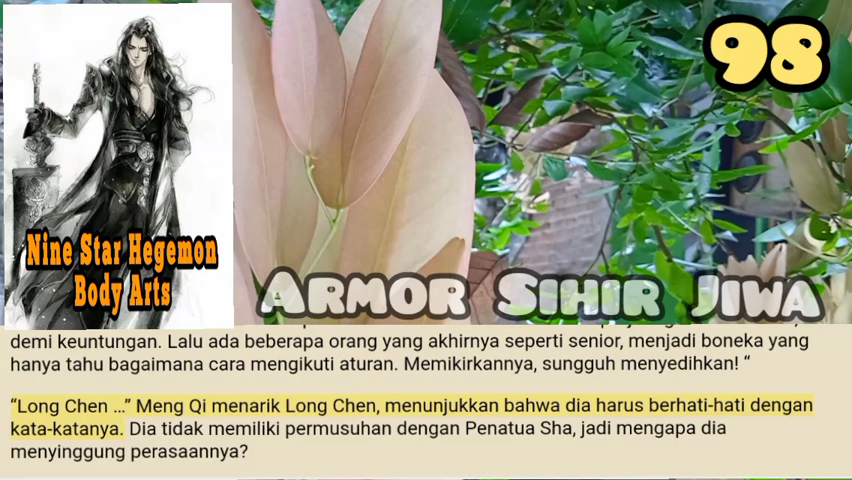 98
Nine Star Hegemon
Body Arts
Armor Sihir Jiwa
demi keuntungan. Lalu ada beberapa orang yang akhirnya seperti senior, menjadi boneka yang
hanya tahu bagaimana cara mengikuti aturan. Memikirkannya, sungguh menyedihkan! “
“Long Chen …” Meng Qi menarik Long Chen, menunjukkan bahwa dia harus berhati-hati dengan
kata-katanya. Dia tidak memiliki permusuhan dengan Penatua Sha, jadi mengapa dia
menyinggung perasaannya?